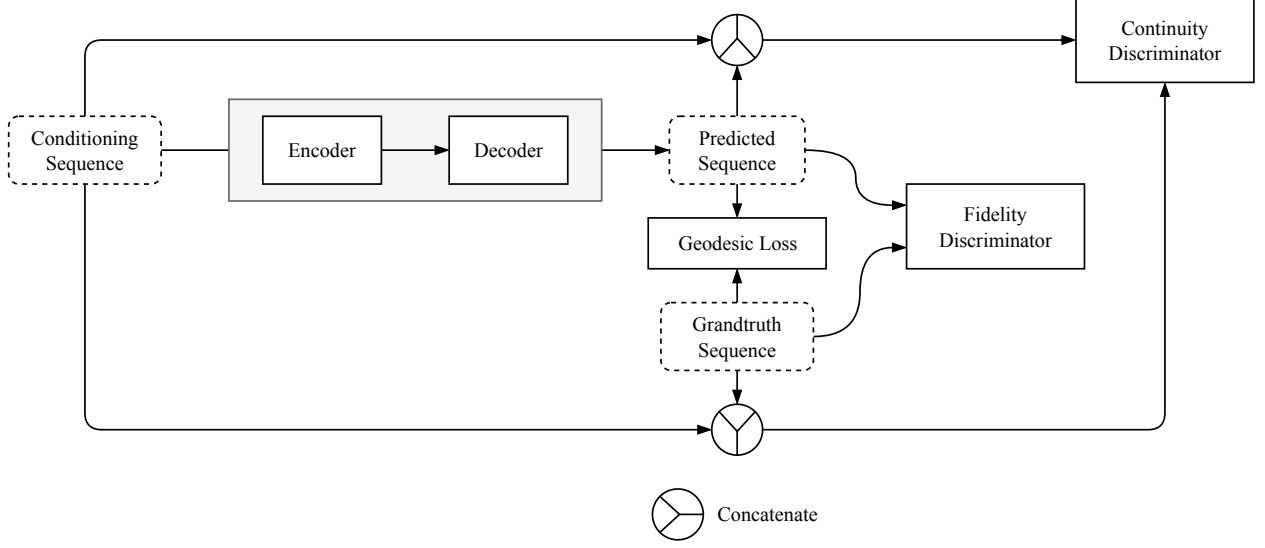 Continuity
Discriminator
Conditioning
Sequence
Encoder
Decoder
Predicted
Sequence
Fidelity
Discriminator
Geodesic Loss
Grandtruth
Sequence
Concatenate